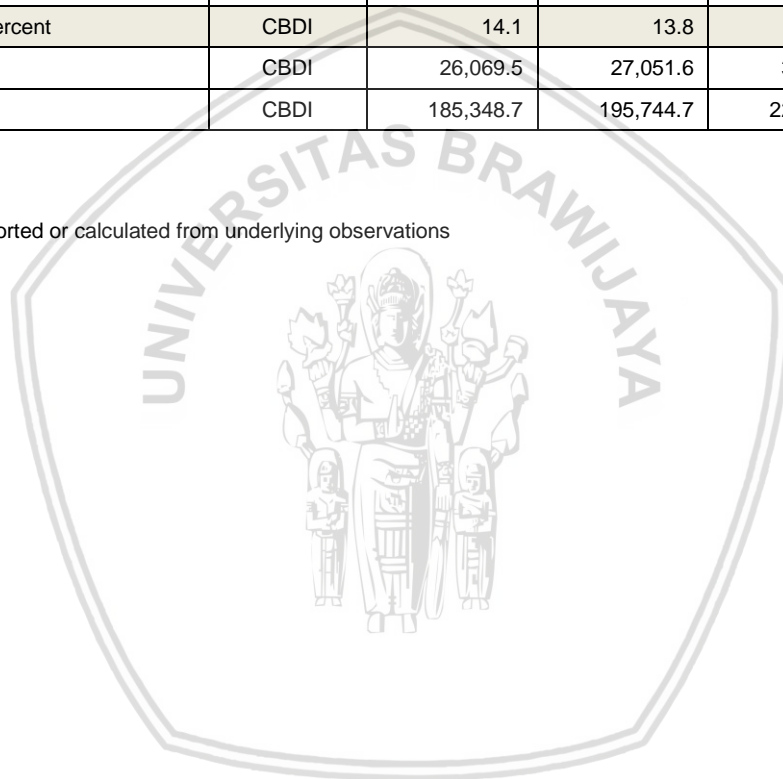 ercent CBDI 14.1 13.8
CBDI 26,069.5 27,051.6
CBDI 185,348.7 195,744.7
orted or calculated from underlying observations
UNIVERSITAS BRAWIJAYA